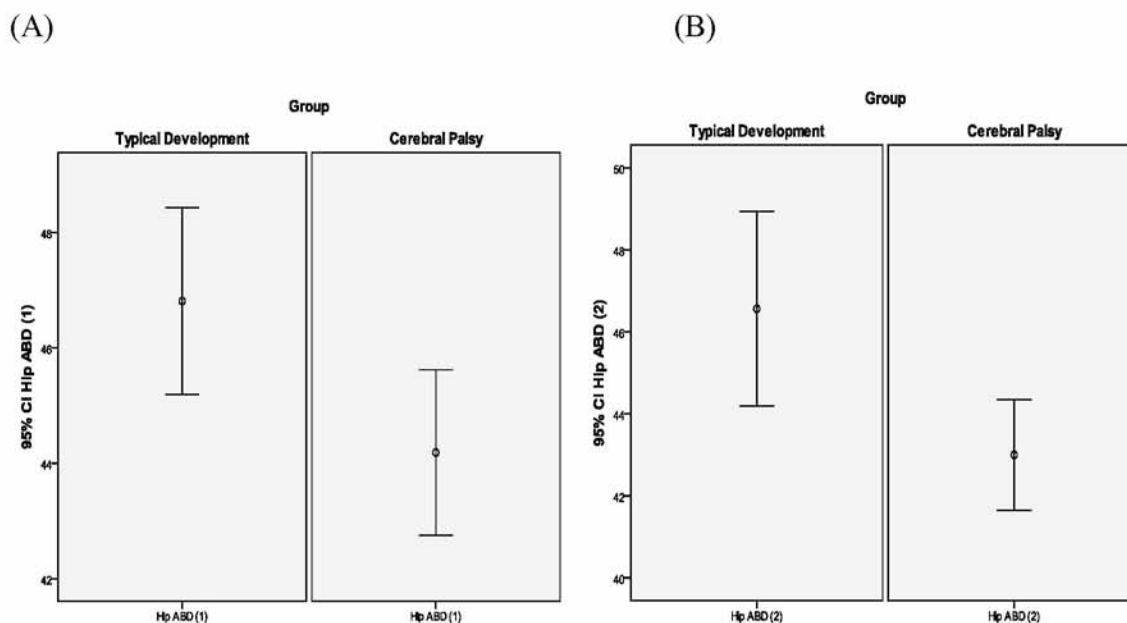 (A)
Group
Typical Development Cerebral Palsy
95% CI Hip ABD (1)
48
46
44
42
Hip ABD (1) Hip ABD (1)
(B)
Group
Typical Development Cerebral Palsy
95% CI Hip ABD (2)
50
48
46
44
42
40
Hip ABD (2) Hip ABD (2)